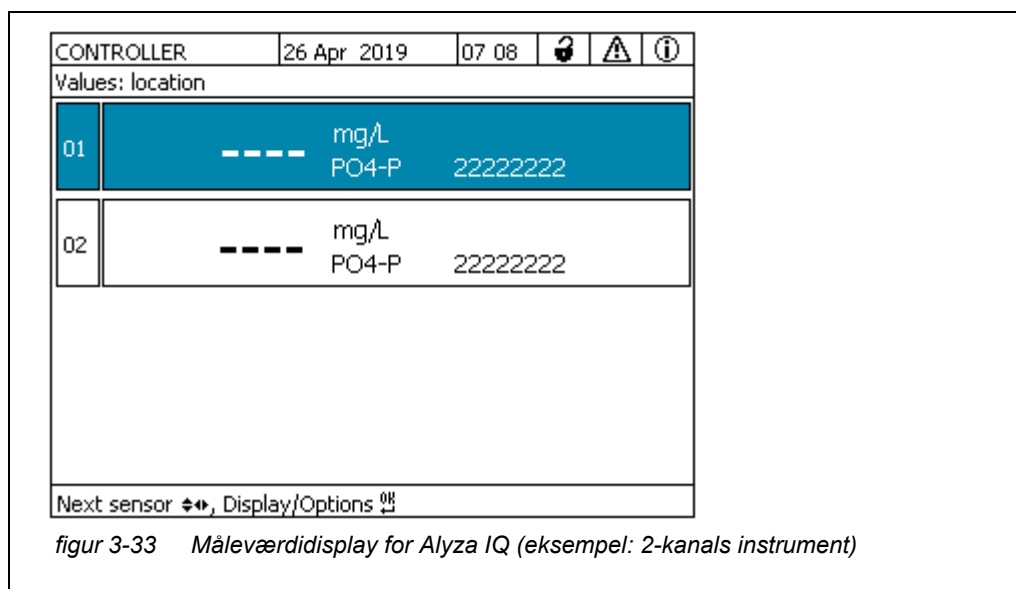 CONTROLLER 26 Apr 2019 07 08
Values: location
01 ---- mg/L
PO4-P 22222222
02 ---- mg/L
PO4-P 22222222
Next sensor , Display/Options OK
figur 3-33 Måleværdidisplay for Alyza IQ (eksempel: 2-kanals instrument)